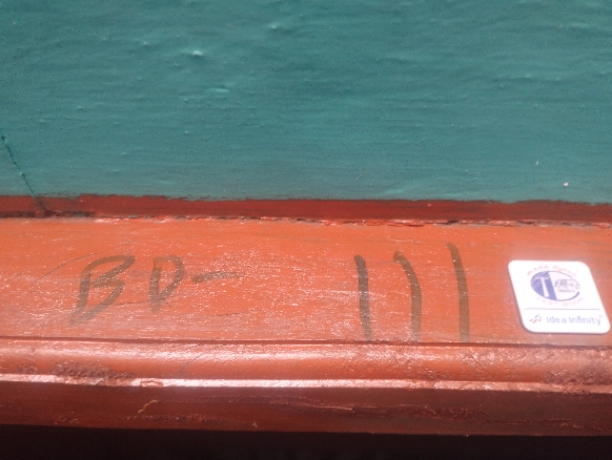 BD- 111
Idea Infinity